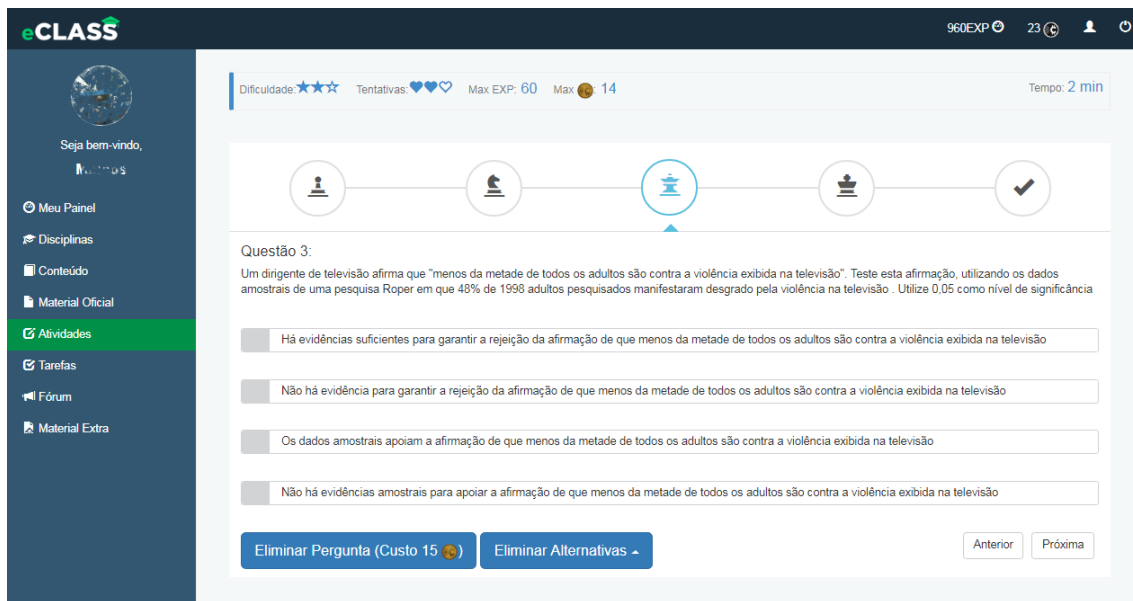 eCLASS
960EXP
23
Dificuldade: Tentativas: Max EXP: 60 Max : 14
Tempo: 2 min
Seja bem-vindo,
Meu Painel
Disciplinas
Conteúdo
Material Oficial
Atividades
Tarefas
Fórum
Material Extra
Questão 3:
Um dirigente de televisão afirma que "menos da metade de todos os adultos são contra a violência exibida na televisão". Teste esta afirmação, utilizando os dados
amostrais de uma pesquisa Roper em que 48% de 1998 adultos pesquisados manifestaram desgrado pela violência na televisão . Utilize 0,05 como nível de significância
Há evidências suficientes para garantir a rejeição da afirmação de que menos da metade de todos os adultos são contra a violência exibida na televisão
Não há evidência para garantir a rejeição da afirmação de que menos da metade de todos os adultos são contra a violência exibida na televisão
Os dados amostrais apoiam a afirmação de que menos da metade de todos os adultos são contra a violência exibida na televisão
Não há evidências amostrais para apoiar a afirmação de que menos da metade de todos os adultos são contra a violência exibida na televisão
Eliminar Pergunta (Custo 15 )
Eliminar Alternativas
Anterior
Próxima